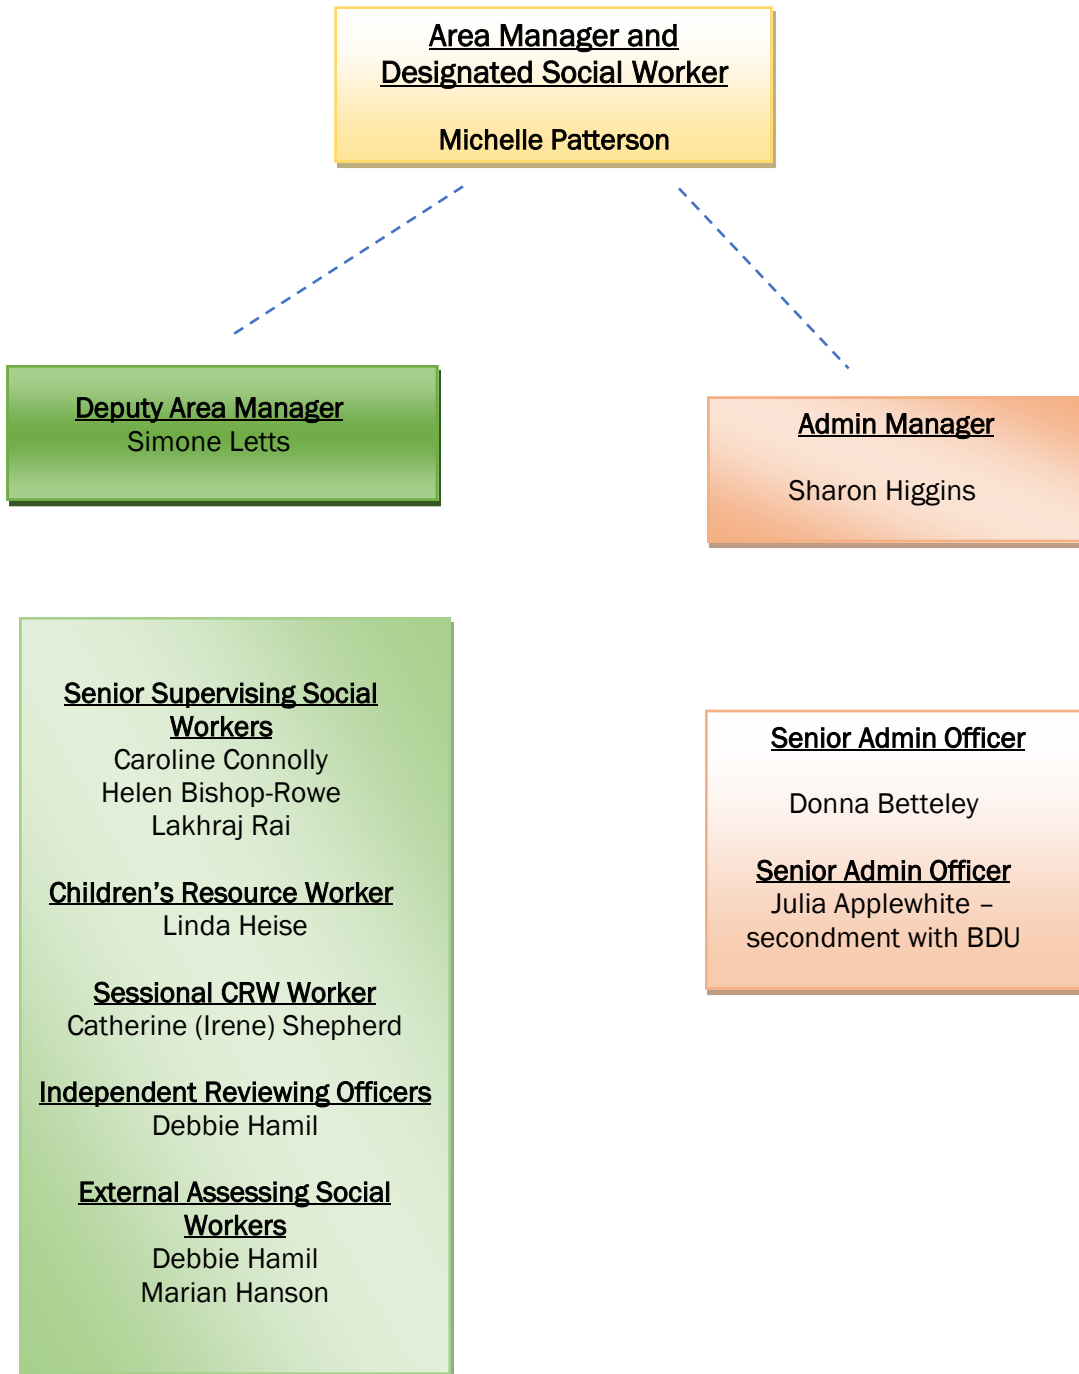 Area Manager and
Designated Social Worker
Michelle Patterson
Deputy Area Manager
Simone Letts
Admin Manager
Sharon Higgins
Senior Supervising Social
Workers
Caroline Connolly
Helen Bishop-Rowe
Lakhraj Rai
Children’s Resource Worker
Linda Heise
Sessional CRW Worker
Catherine (Irene) Shepherd
Independent Reviewing Officers
Debbie Hamil
External Assessing Social
Workers
Debbie Hamil
Marian Hanson
Senior Admin Officer
Donna Betteley
Senior Admin Officer
Julia Applewhite –
secondment with BDU